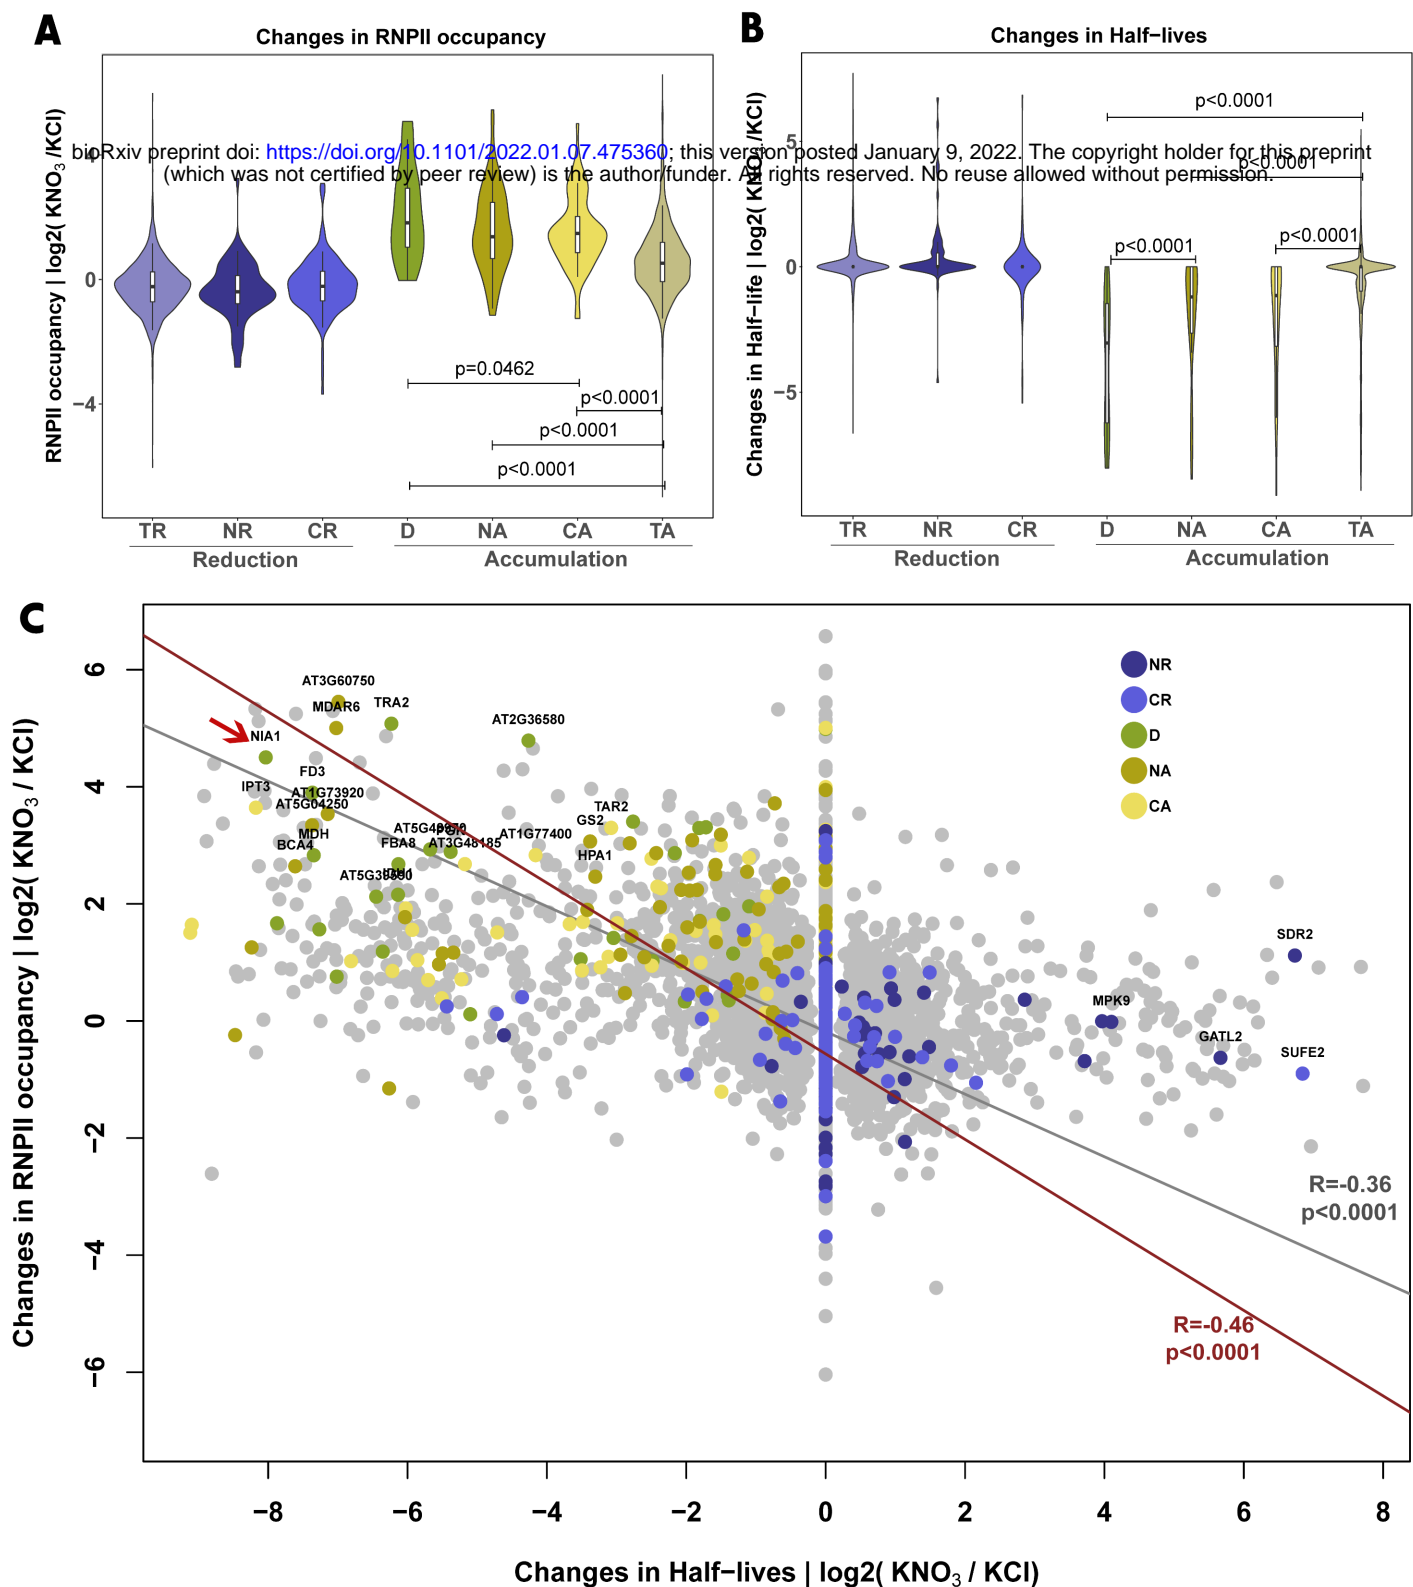 A
Changes in RNPII occupancy
RNPII occupancy | log2( KNO3 /KCl)
4
0
−4
p=0.0462
p<0.0001
p<0.0001
p<0.0001
TR NR CR D NA CA TA
Reduction Accumulation
B
Changes in Half−lives
Changes in Half−life | log2( KNO3 /KCl)
5
0
−5
p<0.0001
p<0.0001
p<0.0001
p<0.0001
TR NR CR D NA CA TA
Reduction Accumulation
bioRxiv preprint doi: https://doi.org/10.1101/2022.01.07.475360; this version posted January 9, 2022. The copyright holder for this preprint
(which was not certified by peer review) is the author/funder. All rights reserved. No reuse allowed without permission.
C
Changes in RNPII occupancy | log2( KNO3 / KCl)
6
4
2
0
−2
−4
−6
AT3G60750
MDAR6
TRA2
NIA1
AT2G36580
FD3
IPT3
AT1G73920
AT5G04250
MDH
BCA4
AT5G49970
FBA8
AT3G48185
AT1G77400
TAR2
GS2
HPA1
AT5G39590
SDR2
MPK9
GATL2
SUFE2
NR
CR
D
NA
CA
R=-0.36
p<0.0001
R=-0.46
p<0.0001
−8 −6 −4 −2 0 2 4 6 8
Changes in Half−lives | log2( KNO3 / KCl)